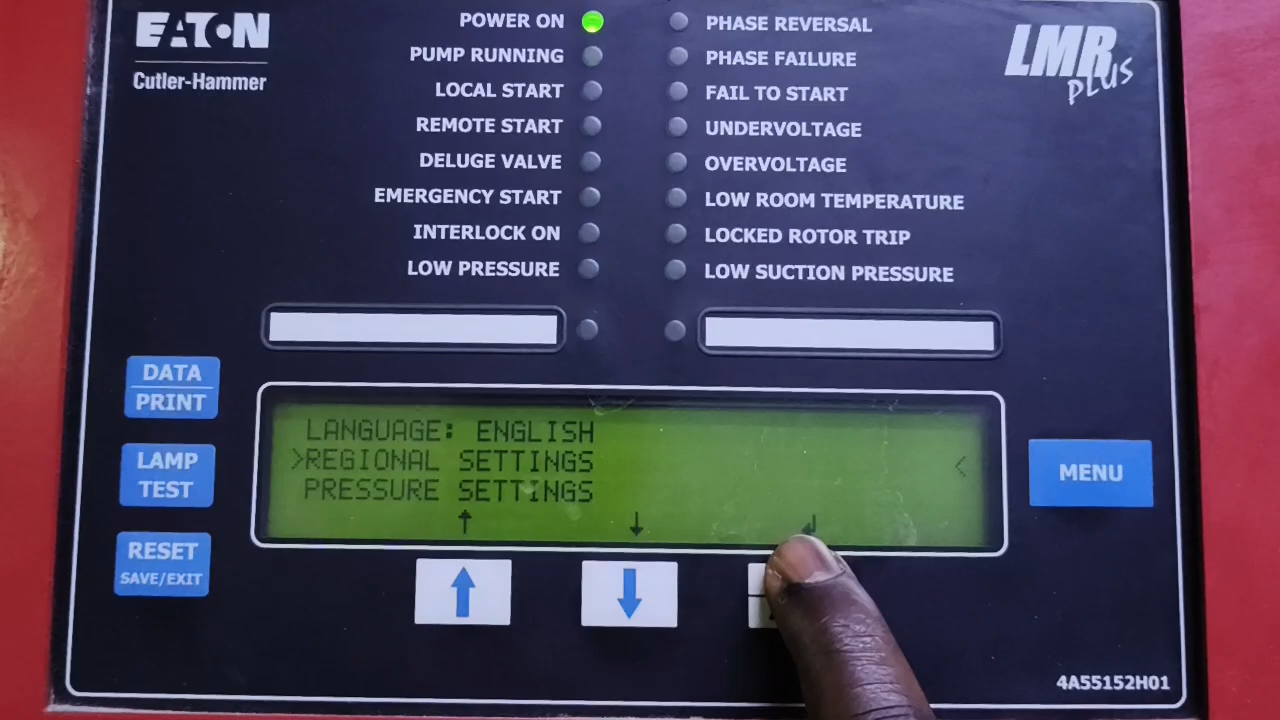 EATON
Cutler-Hammer
POWER ON
PUMP RUNNING
LOCAL START
REMOTE START
DELUGE VALVE
EMERGENCY START
INTERLOCK ON
LOW PRESSURE
PHASE REVERSAL
PHASE FAILURE
FAIL TO START
UNDERVOLTAGE
OVERVOLTAGE
LOW ROOM TEMPERATURE
LOCKED ROTOR TRIP
LOW SUCTION PRESSURE
LMR
PLUS
DATA
PRINT
LAMP
TEST
RESET
SAVE/EXIT
LANGUAGE: ENGLISH
>REGIONAL SETTINGS <
PRESSURE SETTINGS
↑ ↓ ↵
MENU
4A55152H01